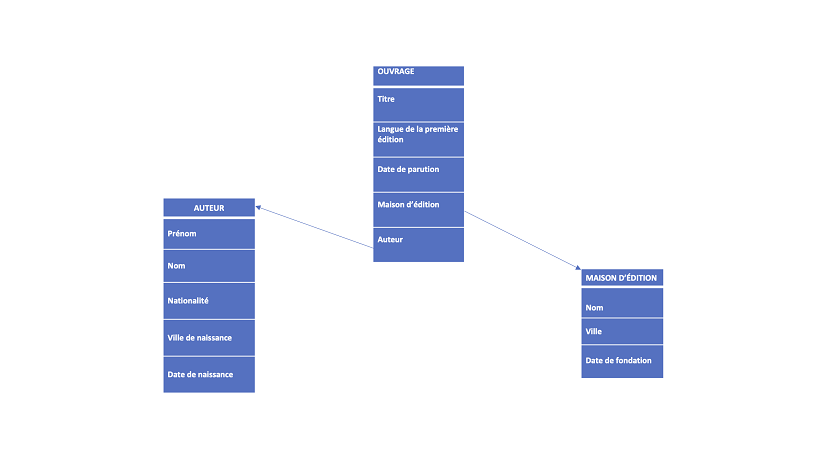 OUVRAGE
Titre
Langue de la première
édition
Date de parution
Maison d'édition
Auteur
AUTEUR
Prénom
Nom
Nationalité
Ville de naissance
Date de naissance
MAISON D'ÉDITION
Nom
Ville
Date de fondation